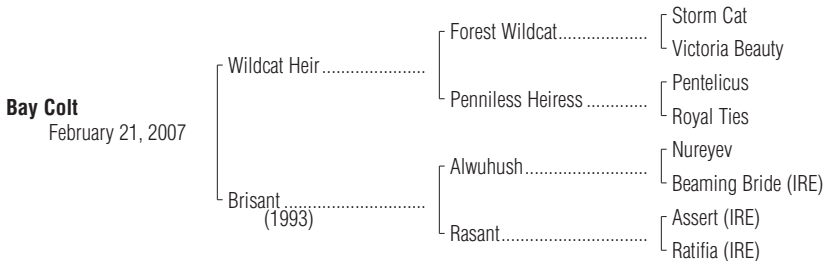 Storm Cat
Forest Wildcat......................
Victoria Beauty
Wildcat Heir......................
Pentelicus
Penniless Heiress...............
Royal Ties
Bay Colt
February 21, 2007
Nureyev
Alwuhush...........................
Beaming Bride (IRE)
Brisant..............................
(1993)
Assert (IRE)
Rasant...............................
Ratifia (IRE)